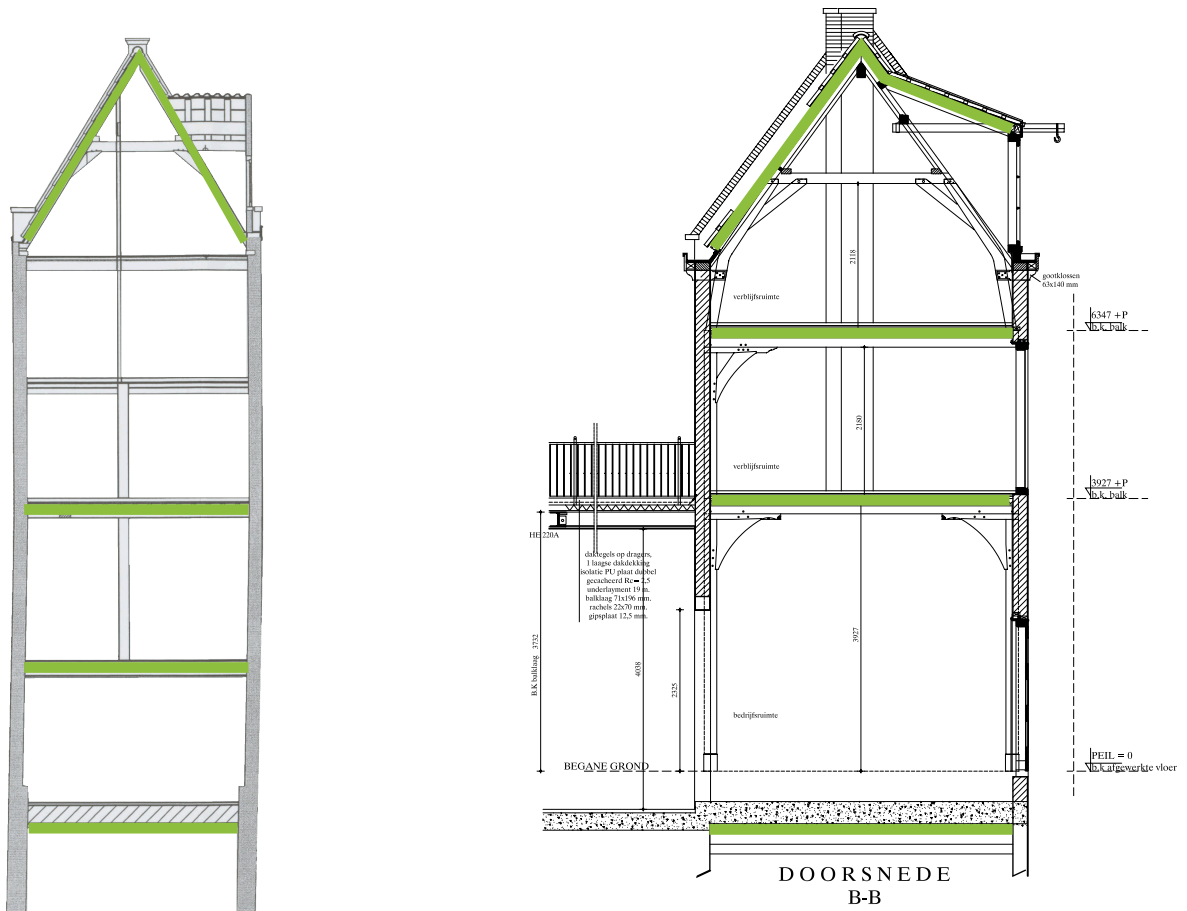 gootklossen
63x140 mm
2118
verblijfsruimte
6347 +P
b.k. balk
2180
verblijfsruimte
3927 +P
b.k. balk
HE 220A
daktegels op dragers,
1 laagse dakdekking
isolatie PU plaat dubbel
gecacheerd Rc= 2,5
underlayment 19 m.
balklaag 71x196 mm.
rachels 22x70 mm.
gipsplaat 12,5 mm.
B.K balklaag 3732
4038
2325
3927
bedrijfsruimte
BEGANE GROND
PEIL = 0
b.k afgewerkte vloer
DOORSNEDE
B-B